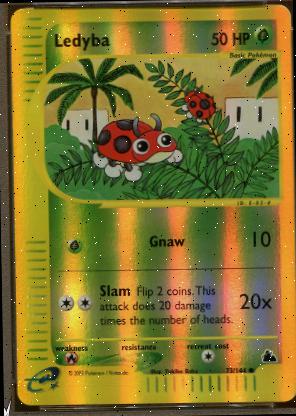 Ledyba 50 HP
Basic Pokémon
Gnaw 10
Slam Flip 2 coins. This
attack does 20 damage
times the number of heads.
20x
weakness resistance retreat cost